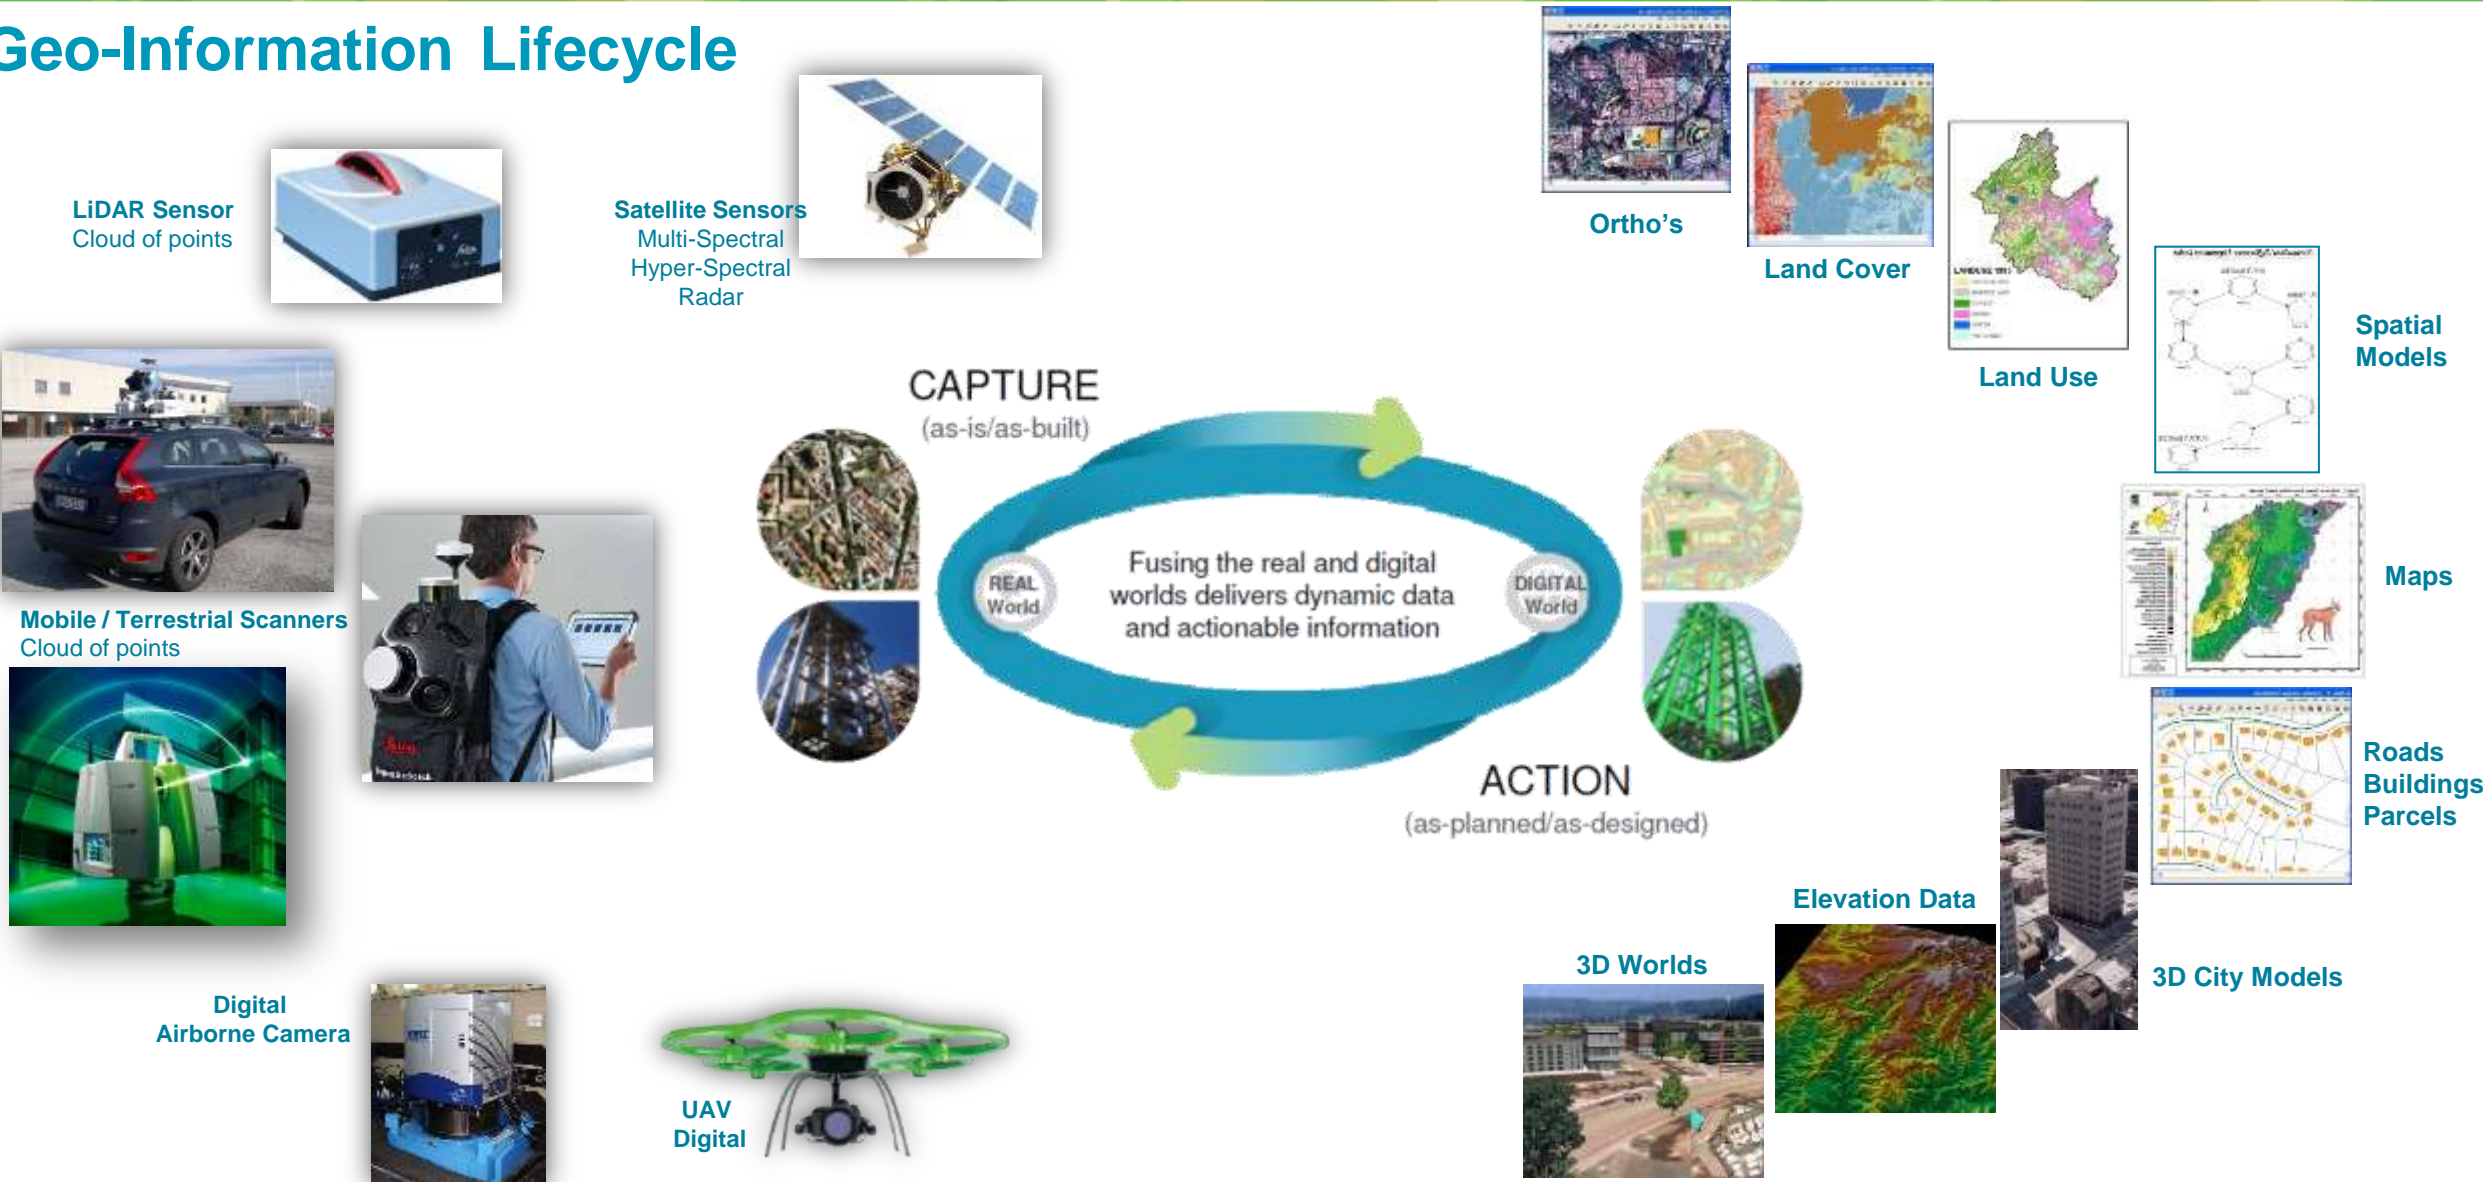 Geo-Information Lifecycle
LiDAR Sensor
Cloud of points
Satellite Sensors
Multi-Spectral
Hyper-Spectral
Radar
Ortho's
Land Cover
LANDUSE
Land Use
Spatial
Models
CAPTURE
(as-is/as-built)
REAL
World
Fusing the real and digital
worlds delivers dynamic data
and actionable information
DIGITAL
World
Maps
Mobile / Terrestrial Scanners
Cloud of points
Leica
ACTION
(as-planned/as-designed)
Roads
Buildings
Parcels
Elevation Data
3D Worlds
3D City Models
Digital
Airborne Camera
UAV
Digital